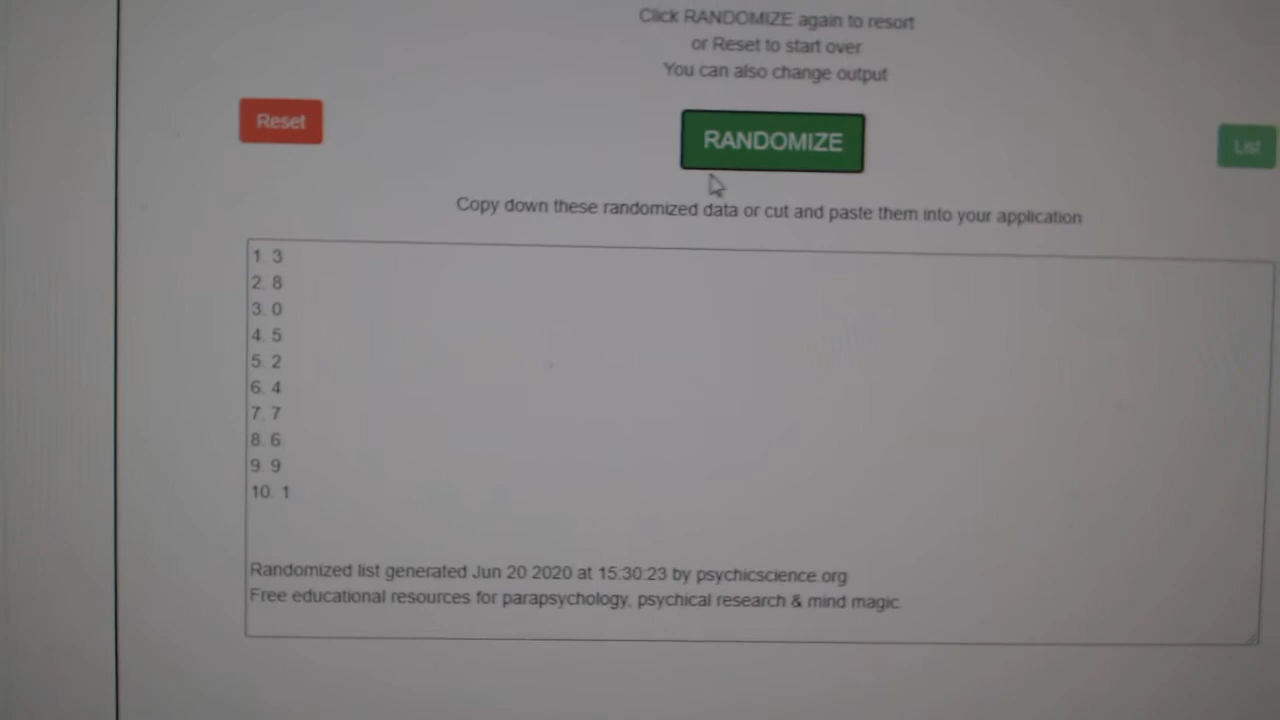 Click RANDOMIZE again to resort
or Reset to start over
You can also change output
Reset
RANDOMIZE
List
Copy down these randomized data or cut and paste them into your application
1. 3
2. 8
3. 0
4. 5
5. 2
6. 4
7. 7
8. 6
9. 9
10. 1
Randomized list generated Jun 20 2020 at 15:30:23 by psychicscience.org
Free educational resources for parapsychology, psychical research & mind magic.